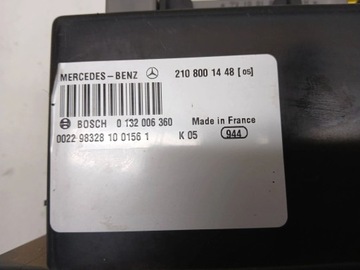 MERCEDES-BENZ 210 800 14 48 [05]
BOSCH 0 132 006 360 Made in France
0022 98328 10 0156 1 K 05 944